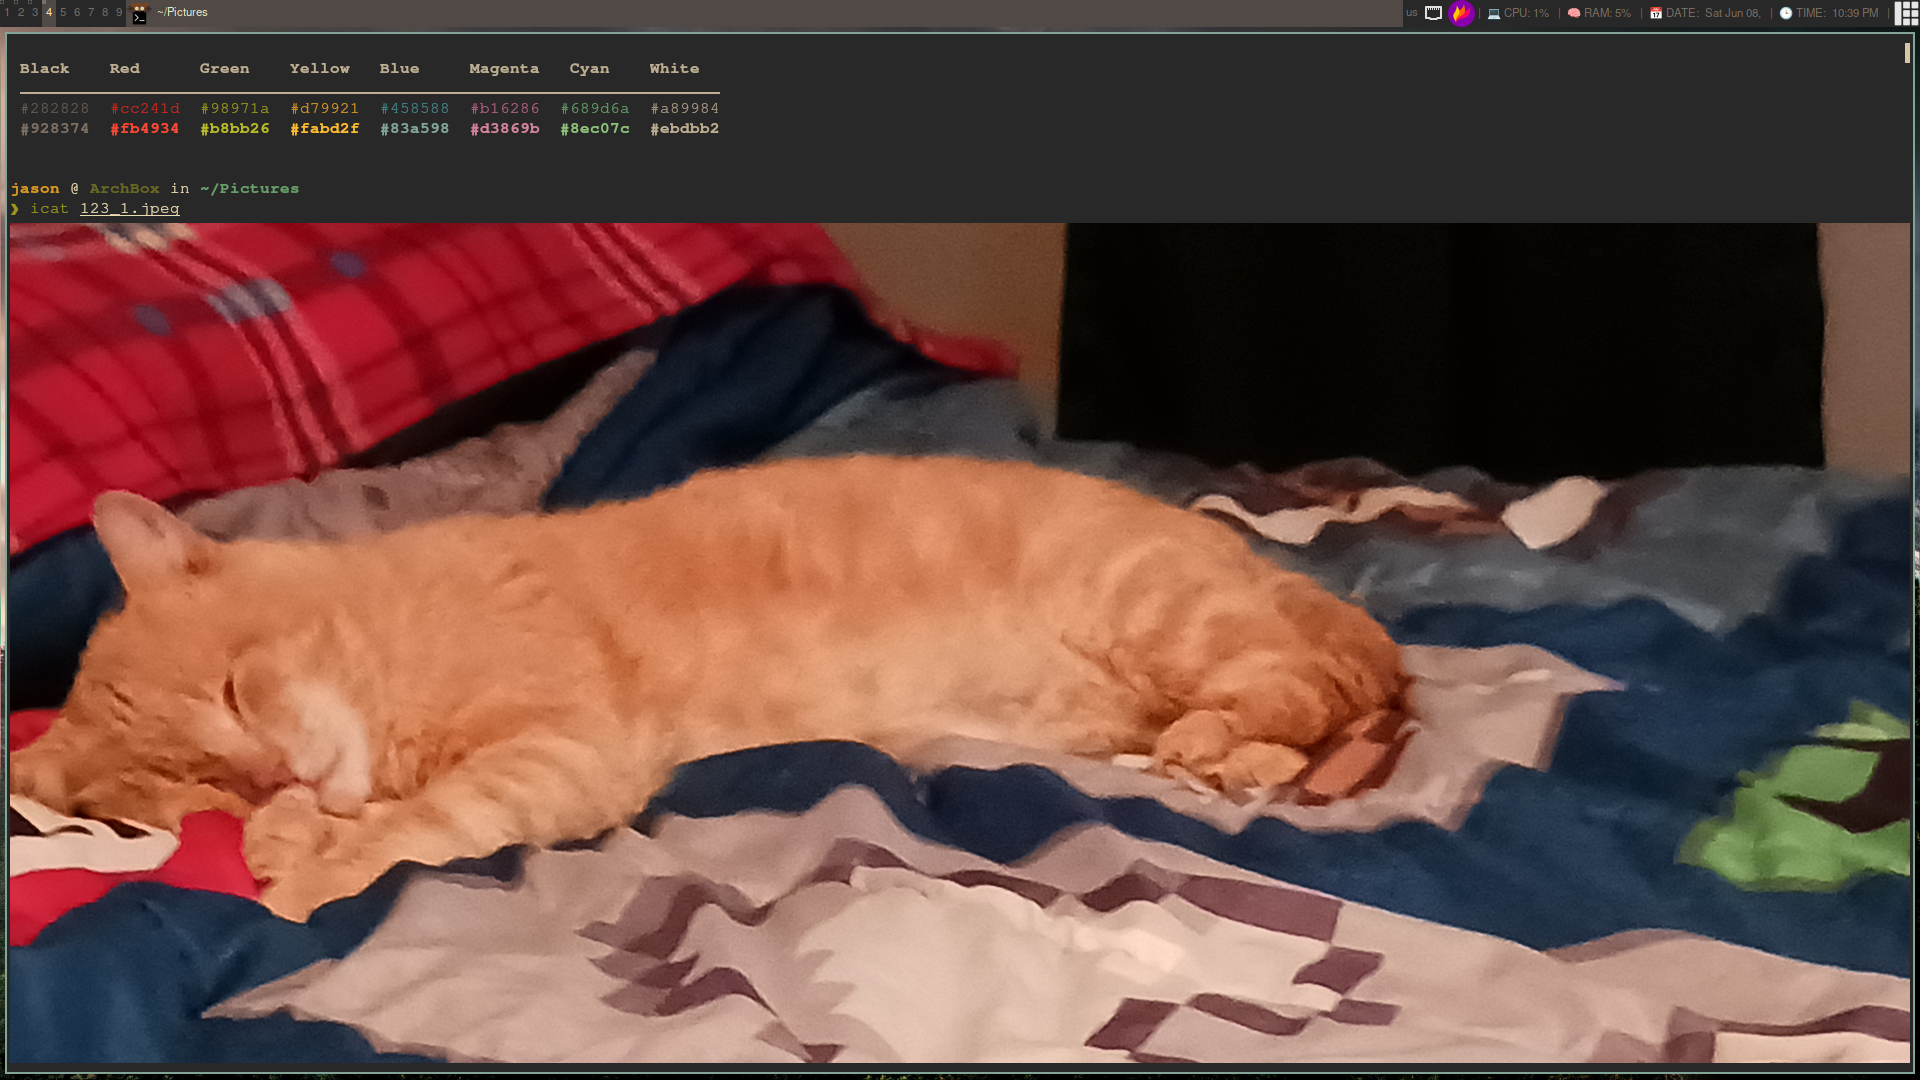 1 2 3 4 5 6 7 8 9 ~/Pictures us | CPU: 1% | RAM: 5% | DATE: Sat Jun 08, | TIME: 10:39 PM |
Black Red Green Yellow Blue Magenta Cyan White
#282828 #cc241d #98971a #d79921 #458588 #b16286 #689d6a #a89984
#928374 #fb4934 #b8bb26 #fabd2f #83a598 #d3869b #8ec07c #ebdbb2
jason @ ArchBox in ~/Pictures
❯ icat 123_1.jpeg